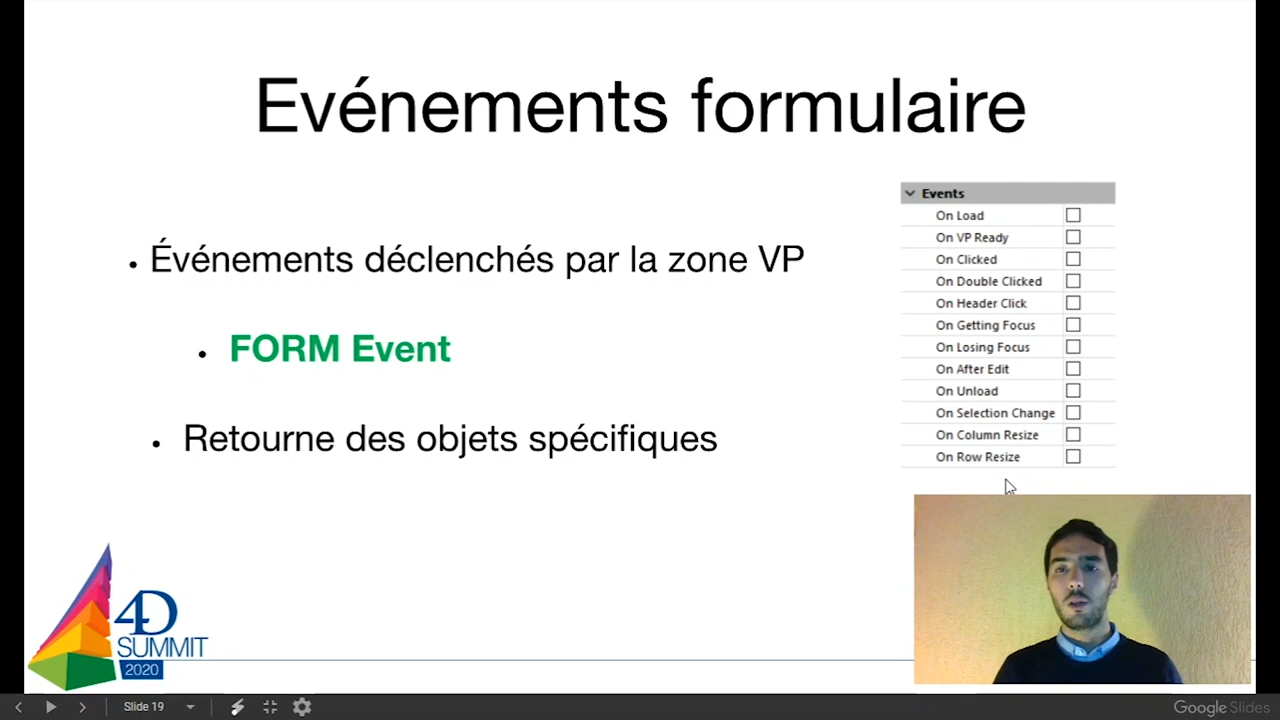 Evénements formulaire
• Événements déclenchés par la zone VP
• FORM Event
• Retourne des objets spécifiques
Events
On Load
On VP Ready
On Clicked
On Double Clicked
On Header Click
On Getting Focus
On Losing Focus
On After Edit
On Unload
On Selection Change
On Column Resize
On Row Resize
4D
SUMMIT
2020
Slide 19
Google Slides